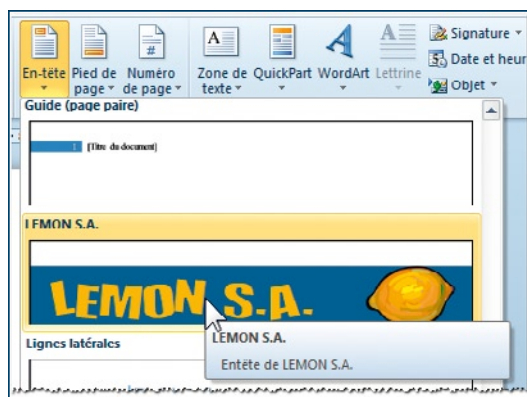 En-tête Pied de page Numéro de page Zone de texte QuickPart WordArt Lettrine
Signature
Date et heur
Objet
Guide (page paire)
1 [Titre du document]
LEMON S.A.
LEMON S.A.
Lignes latérales
LEMON S.A.
Entête de LEMON S.A.